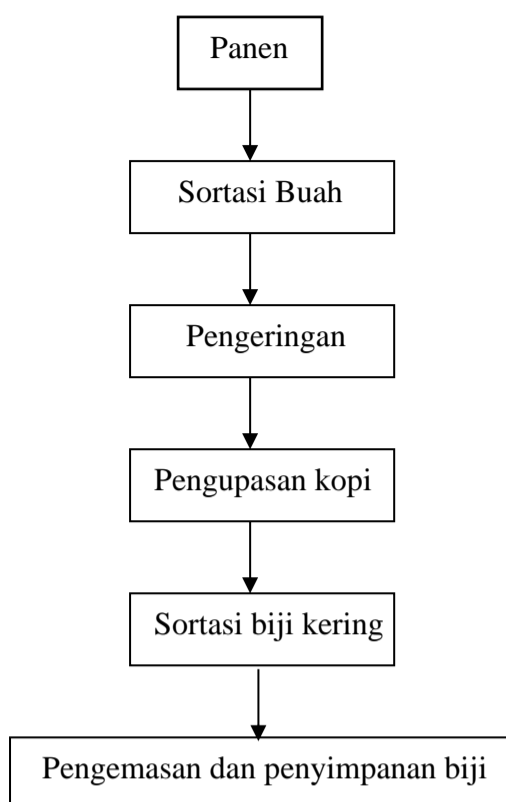 Panen
Sortasi Buah
Pengeringan
Pengupasan kopi
Sortasi biji kering
Pengemasan dan penyimpanan biji